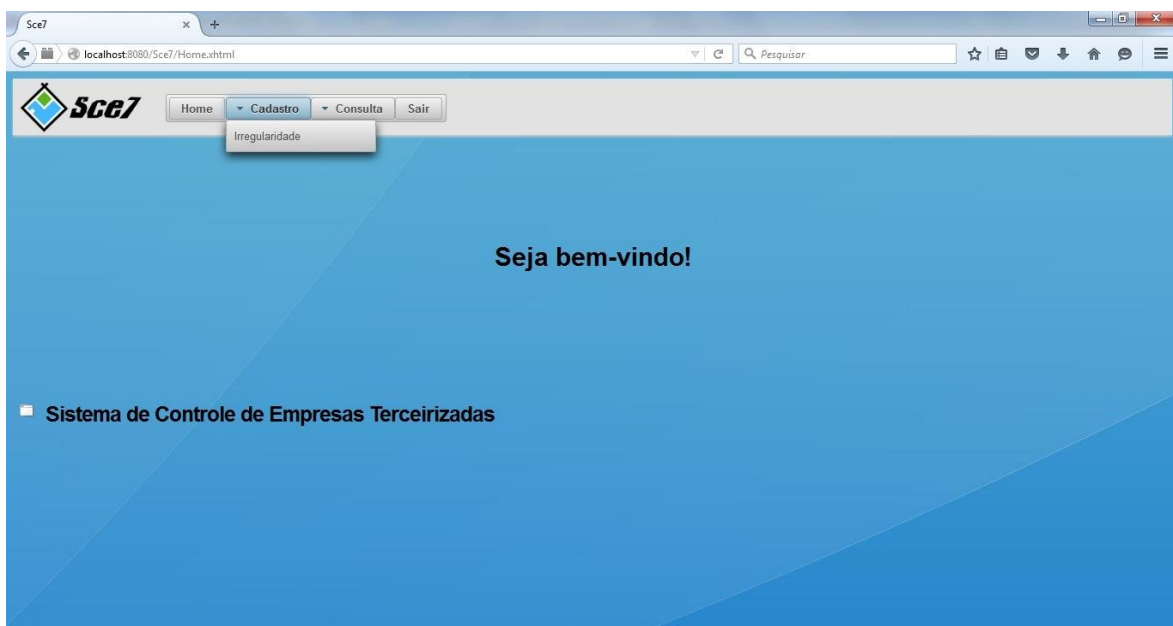 Sce7
localhost:8080/Sce7/Home.xhtml
Pesquisar
Sce7
Home Cadastro Consulta Sair
Irregularidade
Seja bem-vindo!
Sistema de Controle de Empresas Terceirizadas